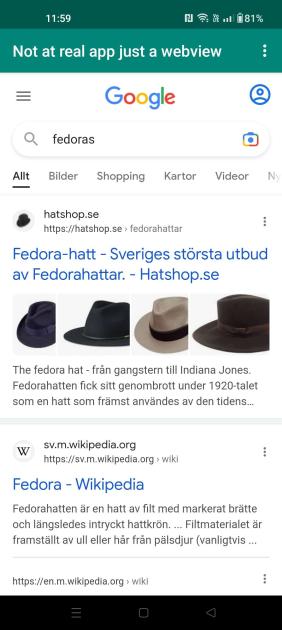 11:59
81%
Not at real app just a webview
Google
fedoras
Allt Bilder Shopping Kartor Videor
hatshop.se
https://hatshop.se › fedorahattar
Fedora-hatt - Sveriges största utbud
av Fedorahattar. - Hatshop.se
The fedora hat - från gangstern till Indiana Jones.
Fedorahatten fick sitt genombrott under 1920-talet
som en hatt som främst användes av den tidens...
W
sv.m.wikipedia.org
https://sv.m.wikipedia.org › wiki
Fedora - Wikipedia
Fedorahatten är en hatt av filt med markerat brätte
och längsledes intryckt hattkrön. ... Filtmaterialet är
framställt av ull eller hår från pälsdjur (vanligtvis ...
https://en.m.wikipedia.org › wiki